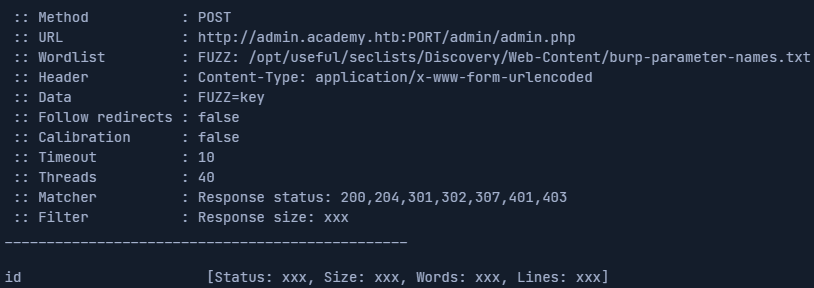 :: Method : POST
:: URL : http://admin.academy.htb:PORT/admin/admin.php
:: Wordlist : FUZZ: /opt/useful/seclists/Discovery/Web-Content/burp-parameter-names.txt
:: Header : Content-Type: application/x-www-form-urlencoded
:: Data : FUZZ=key
:: Follow redirects : false
:: Calibration : false
:: Timeout : 10
:: Threads : 40
:: Matcher : Response status: 200,204,301,302,307,401,403
:: Filter : Response size: xxx
________________________________________________
id [Status: xxx, Size: xxx, Words: xxx, Lines: xxx]